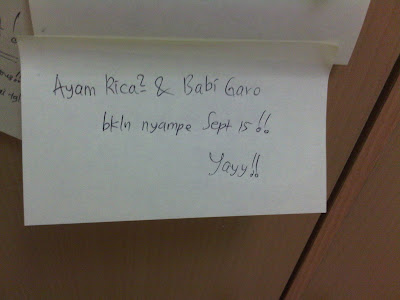 Ayam Rica2 & Babi Garo
bkln nyampe Sept 15!!
Yayy!!